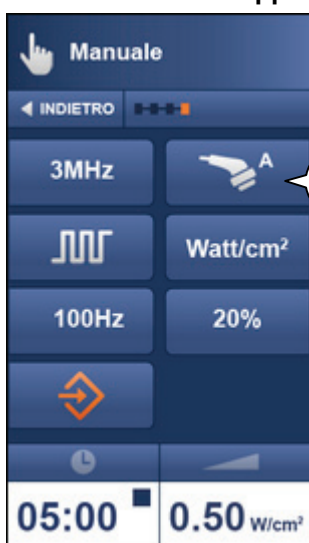 Manuale
INDIETRO
3MHz A
Watt/cm²
100Hz 20%
05:00 0.50 W/cm²